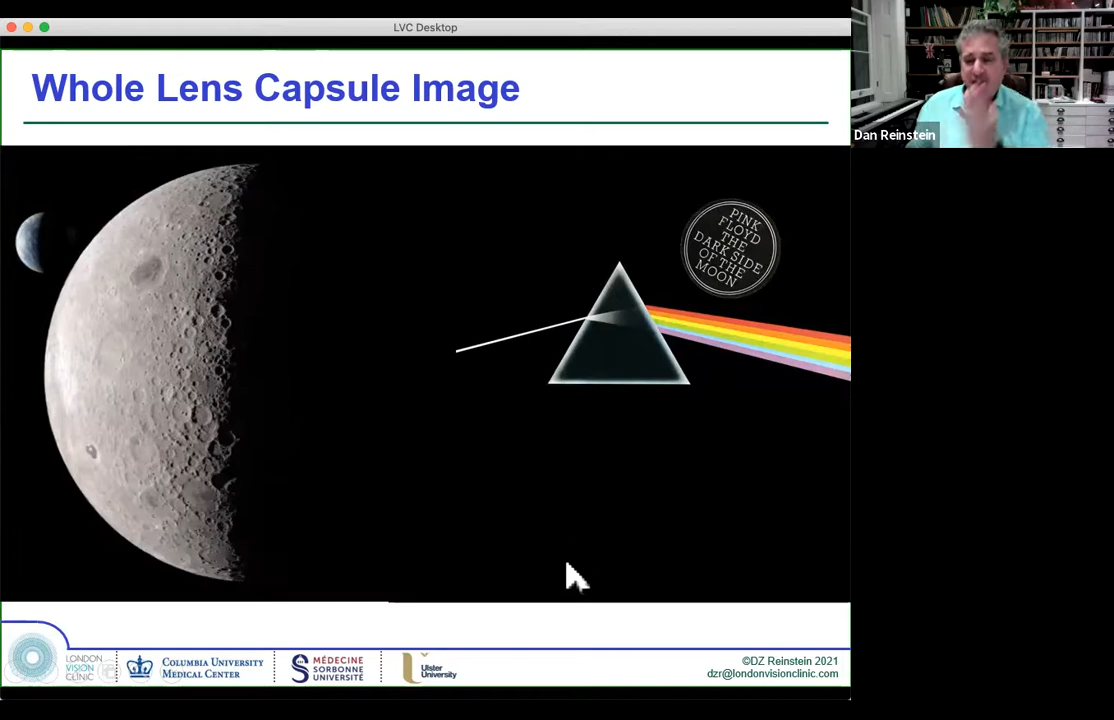 LVC Desktop
Whole Lens Capsule Image
Dan Reinstein
PINK
FLOYD
THE
DARK SIDE
OF THE
MOON
LONDON
VISION
CLINIC
COLUMBIA UNIVERSITY
MEDICAL CENTER
S
MÉDECINE
SORBONNE
UNIVERSITÉ
Ulster
University
©DZ Reinstein 2021
dzr@londonvisionclinic.com